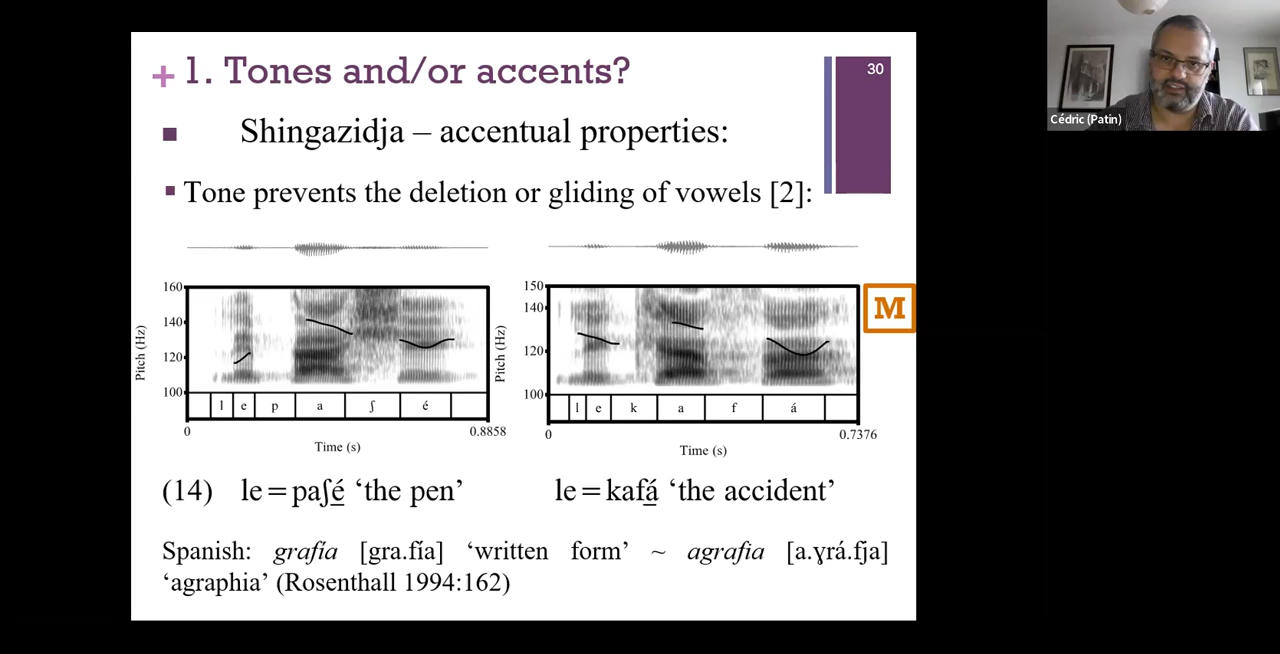 + 1. Tones and/or accents?
30
Cédric (Patin)
■ Shingazidja – accentual properties:
▪ Tone prevents the deletion or gliding of vowels [2]:
160
140
120
100
Pitch (Hz)
l e p a ʃ é
0 0.8858
Time (s)
150
140
120
100
Pitch (Hz)
l e k a f á
0 0.7376
Time (s)
M
(14) le=paʃé ‘the pen’ le=kafá ‘the accident’
Spanish: grafía [gra.fía] ‘written form’ ~ agrafia [a.ɣrá.fja]
‘agraphia’ (Rosenthall 1994:162)